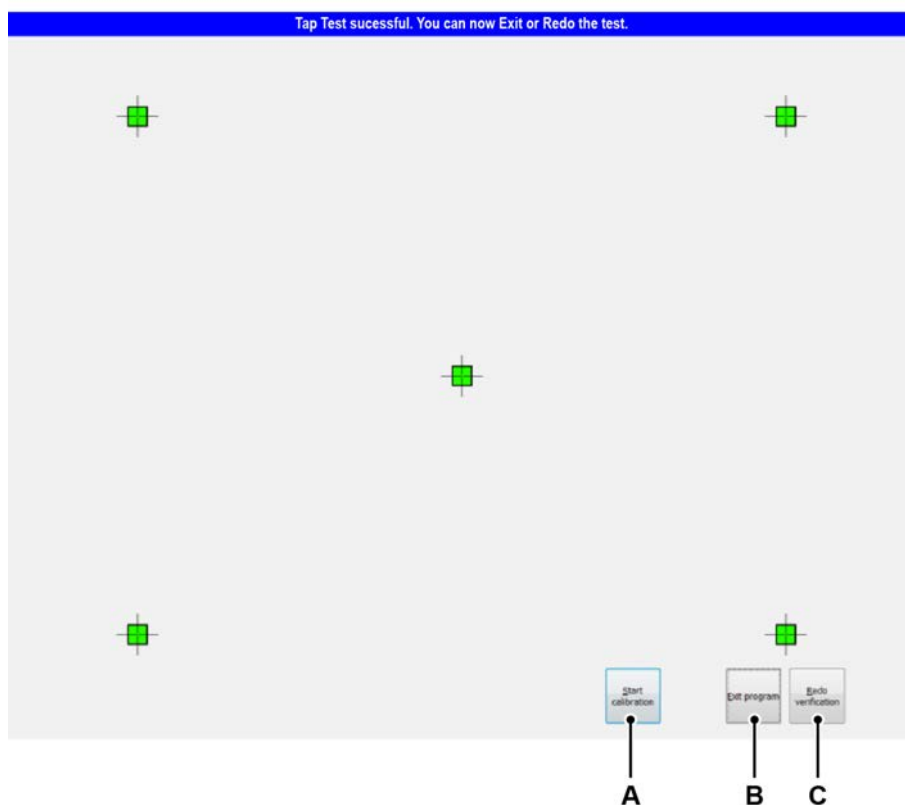 Tap Test sucessful. You can now Exit or Redo the test.
Start
calibration
Exit program
Redo
verification
A
B
C